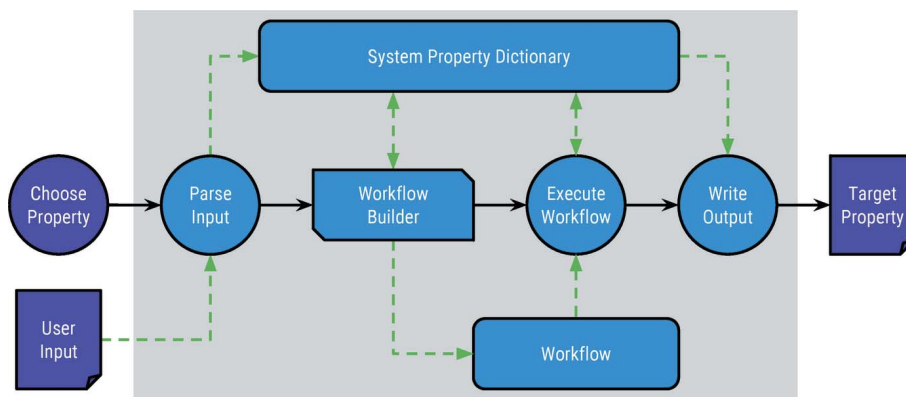 System Property Dictionary
Choose
Property
Parse
Input
Workflow
Builder
Execute
Workflow
Write
Output
Target
Property
User
Input
Workflow